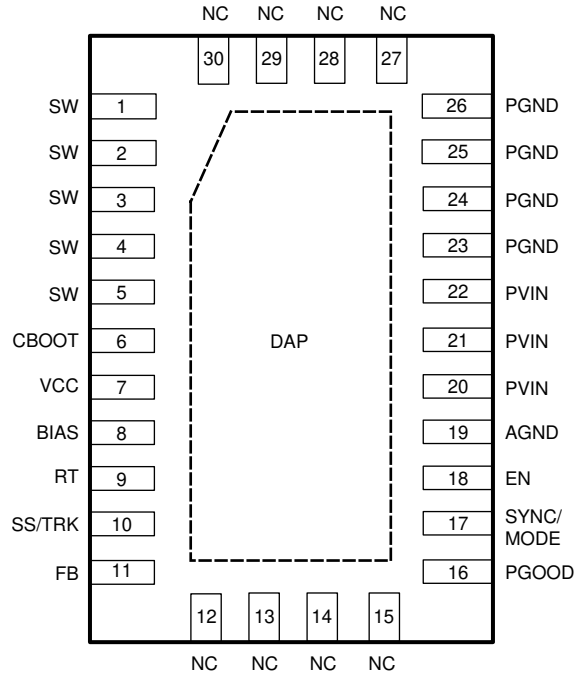 NC NC NC NC
30 29 28 27
SW 1 26 PGND
SW 2 25 PGND
SW 3 24 PGND
SW 4 23 PGND
SW 5 22 PVIN
CBOOT 6 DAP 21 PVIN
VCC 7 20 PVIN
BIAS 8 19 AGND
RT 9 18 EN
SS/TRK 10 17 SYNC/
MODE
FB 11 16 PGOOD
12 13 14 15
NC NC NC NC